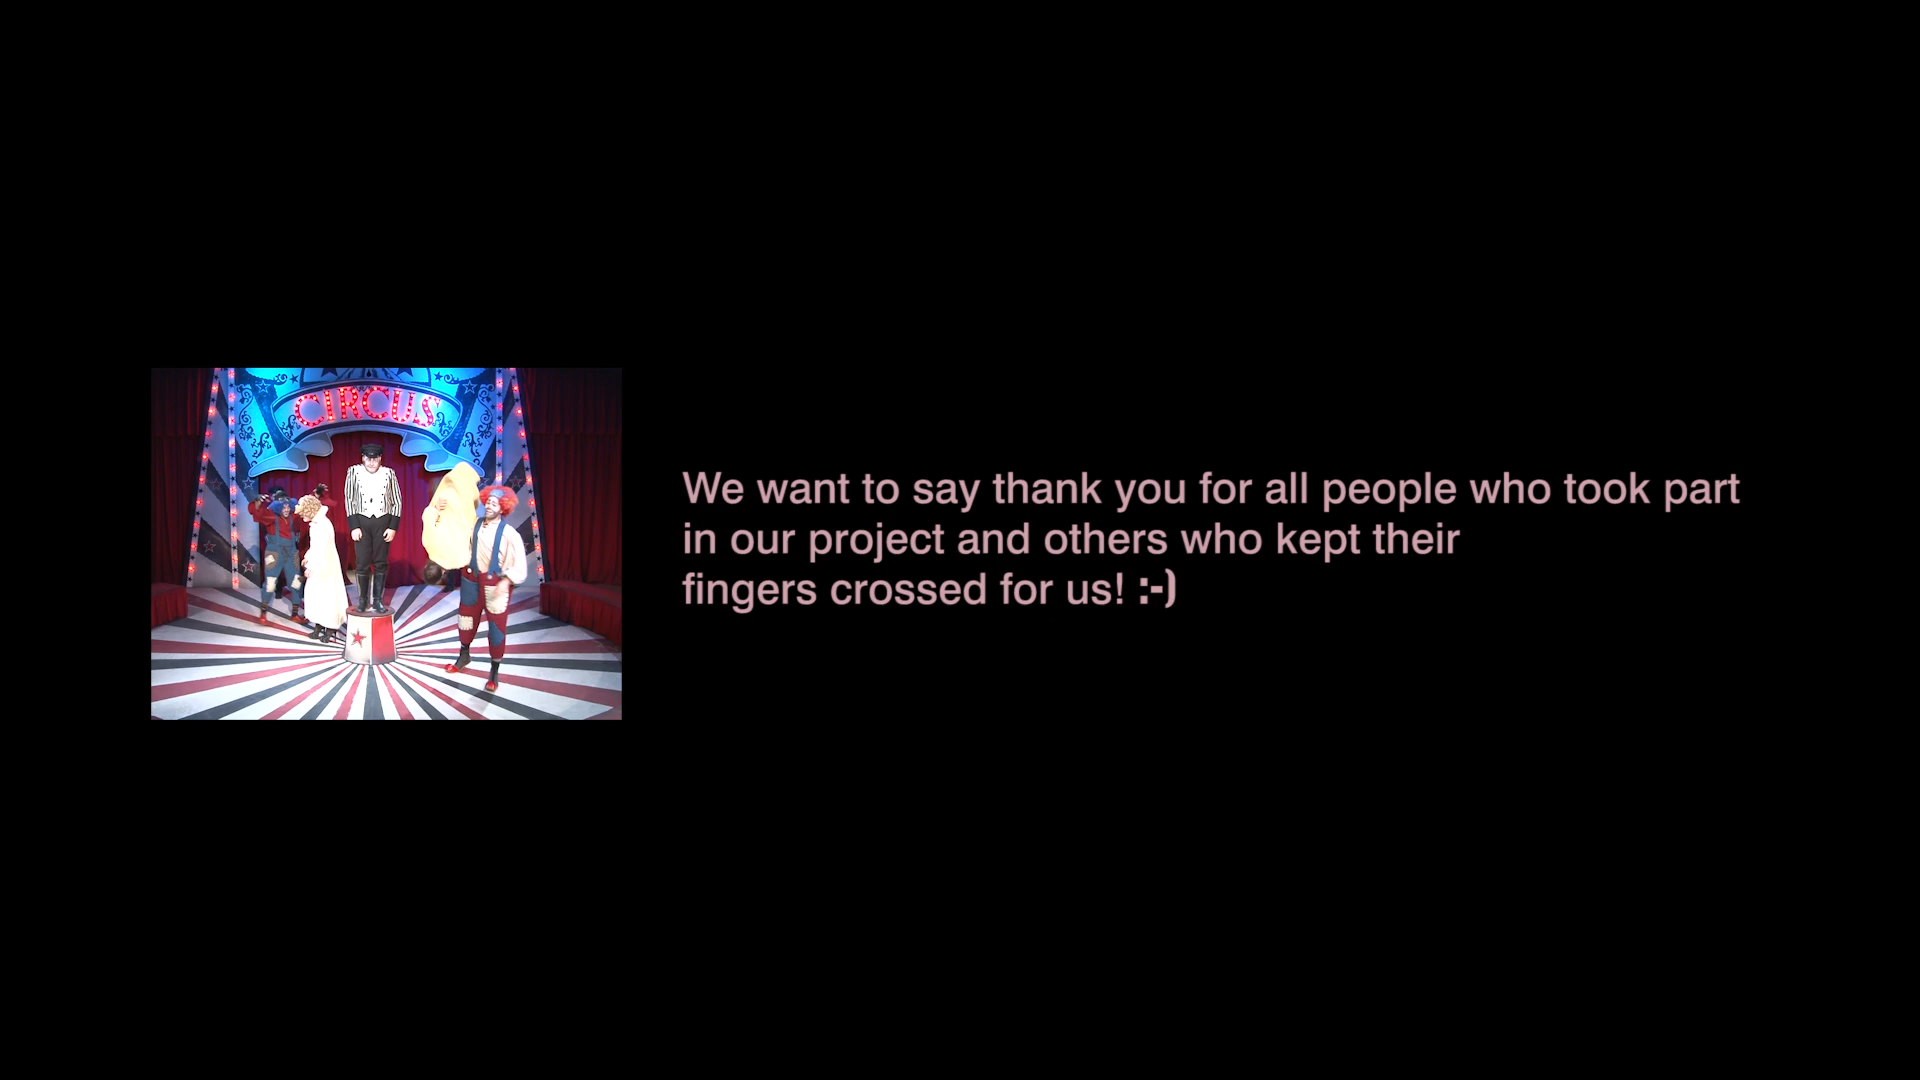 CIRCUS
We want to say thank you for all people who took part
in our project and others who kept their
fingers crossed for us! :-)